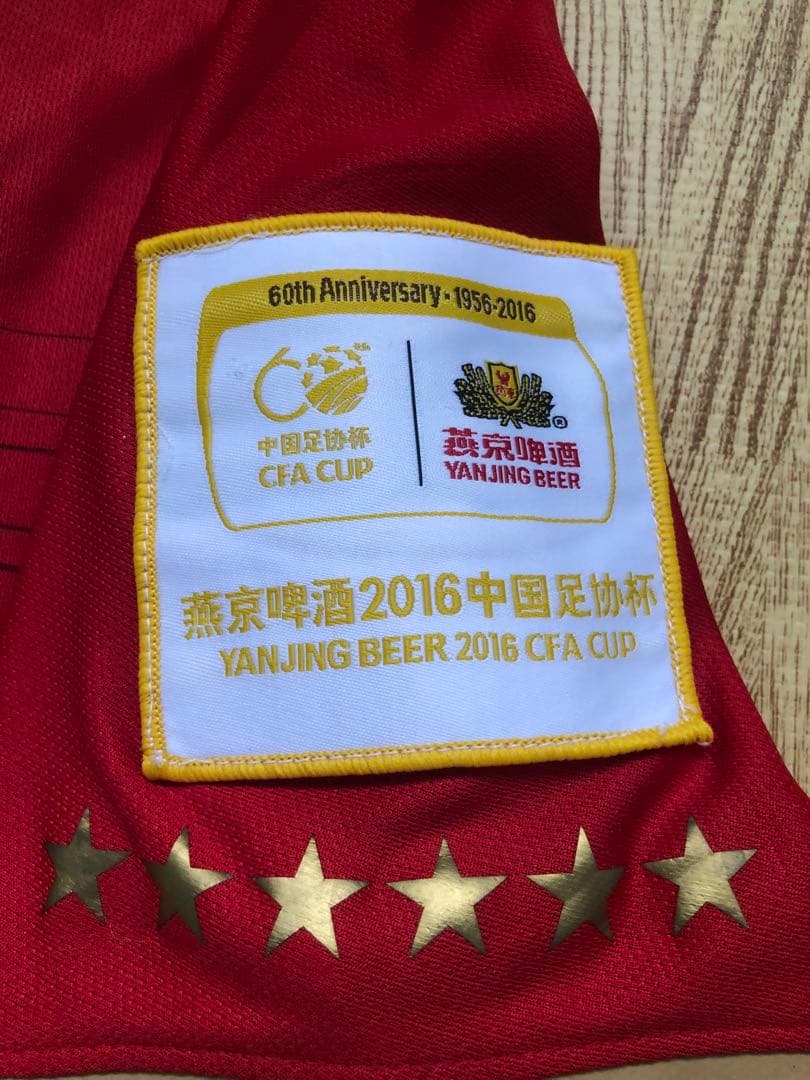 60th Anniversary·1956-2016
60th
中国足协杯
CFA CUP
®
燕京啤酒
YANJING BEER
燕京啤酒2016中国足协杯
YANJING BEER 2016 CFA CUP